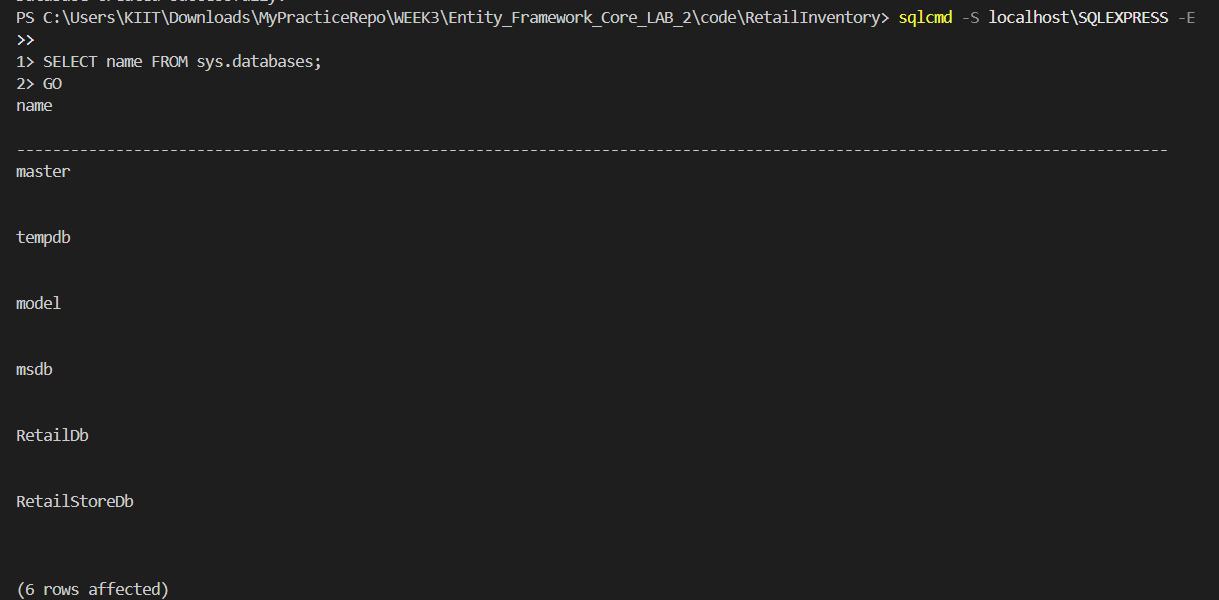 PS C:\Users\KIIT\Downloads\MyPracticeRepo\WEEK3\Entity_Framework_Core_LAB_2\code\RetailInventory> sqlcmd -S localhost\SQLEXPRESS -E
>>
1> SELECT name FROM sys.databases;
2> GO
name
--------------------------------------------------------------------------------------------------------------------------------
master
tempdb
model
msdb
RetailDb
RetailStoreDb
(6 rows affected)